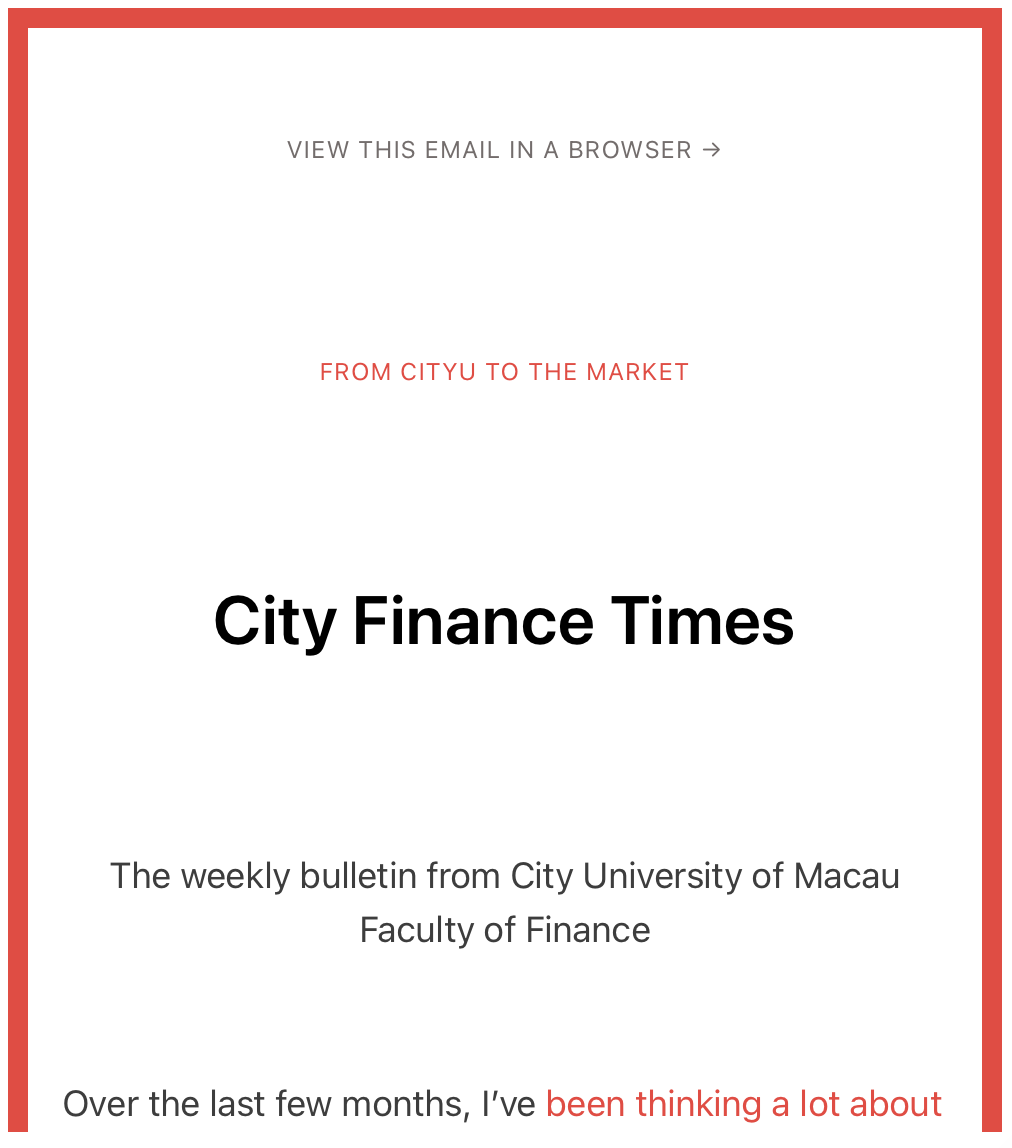 VIEW THIS EMAIL IN A BROWSER →
FROM CITYU TO THE MARKET
City Finance Times
The weekly bulletin from City University of Macau
Faculty of Finance
Over the last few months, I’ve been thinking a lot about